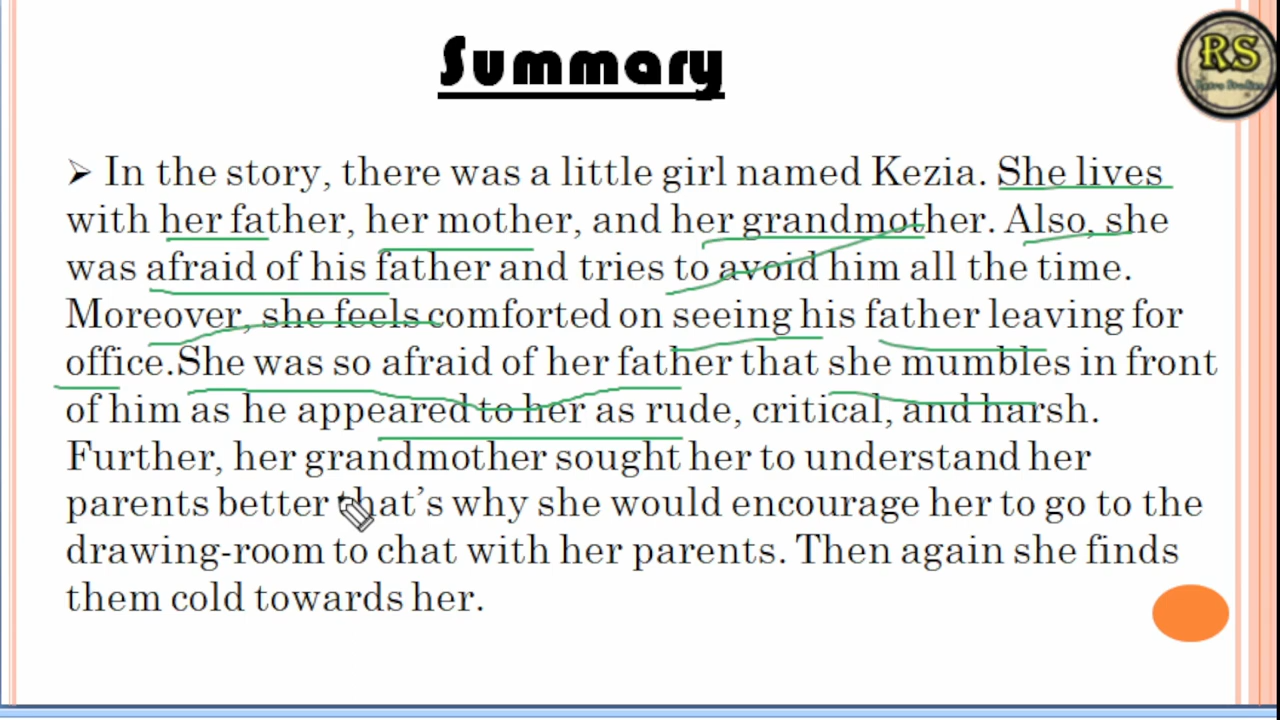 Summary
RS
➢ In the story, there was a little girl named Kezia. She lives
with her father, her mother, and her grandmother. Also, she
was afraid of his father and tries to avoid him all the time.
Moreover, she feels comforted on seeing his father leaving for
office.She was so afraid of her father that she mumbles in front
of him as he appeared to her as rude, critical, and harsh.
Further, her grandmother sought her to understand her
parents better that's why she would encourage her to go to the
drawing-room to chat with her parents. Then again she finds
them cold towards her.